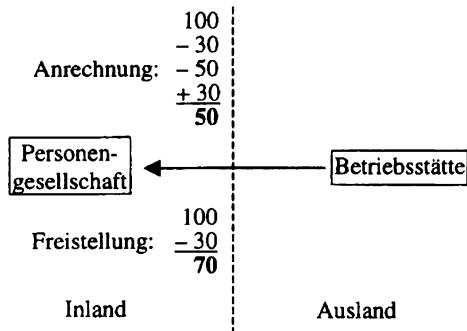 100
– 30
Anrechnung: – 50
+ 30
50
Personen-
gesellschaft
Betriebsstätte
100
Freistellung: – 30
70
Inland
Ausland